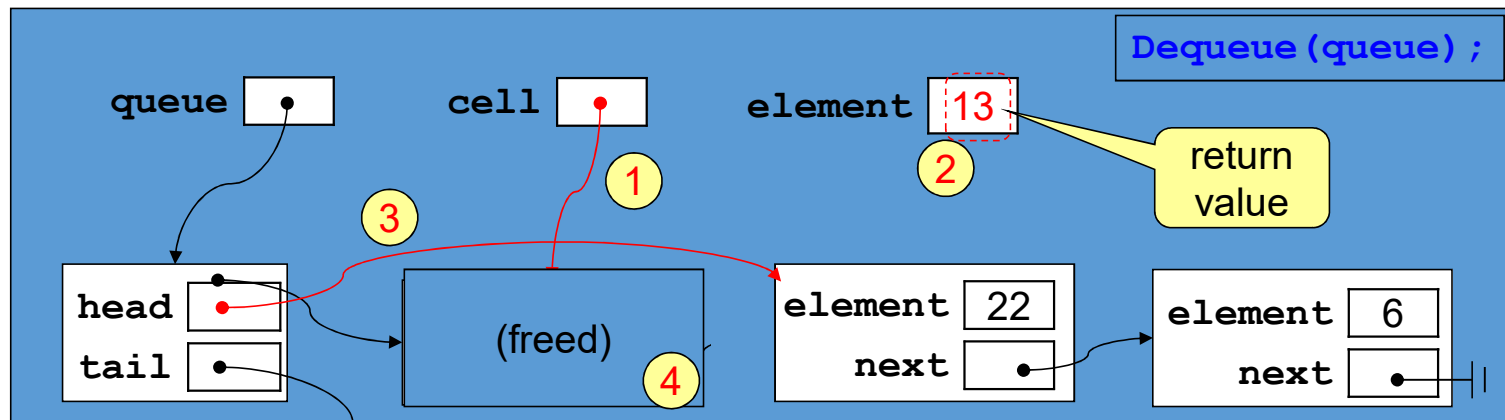 Dequeue(queue);
queue
cell
element 13
1
2
return
value
3
head
tail
(freed)
4
element 22
next
element 6
next